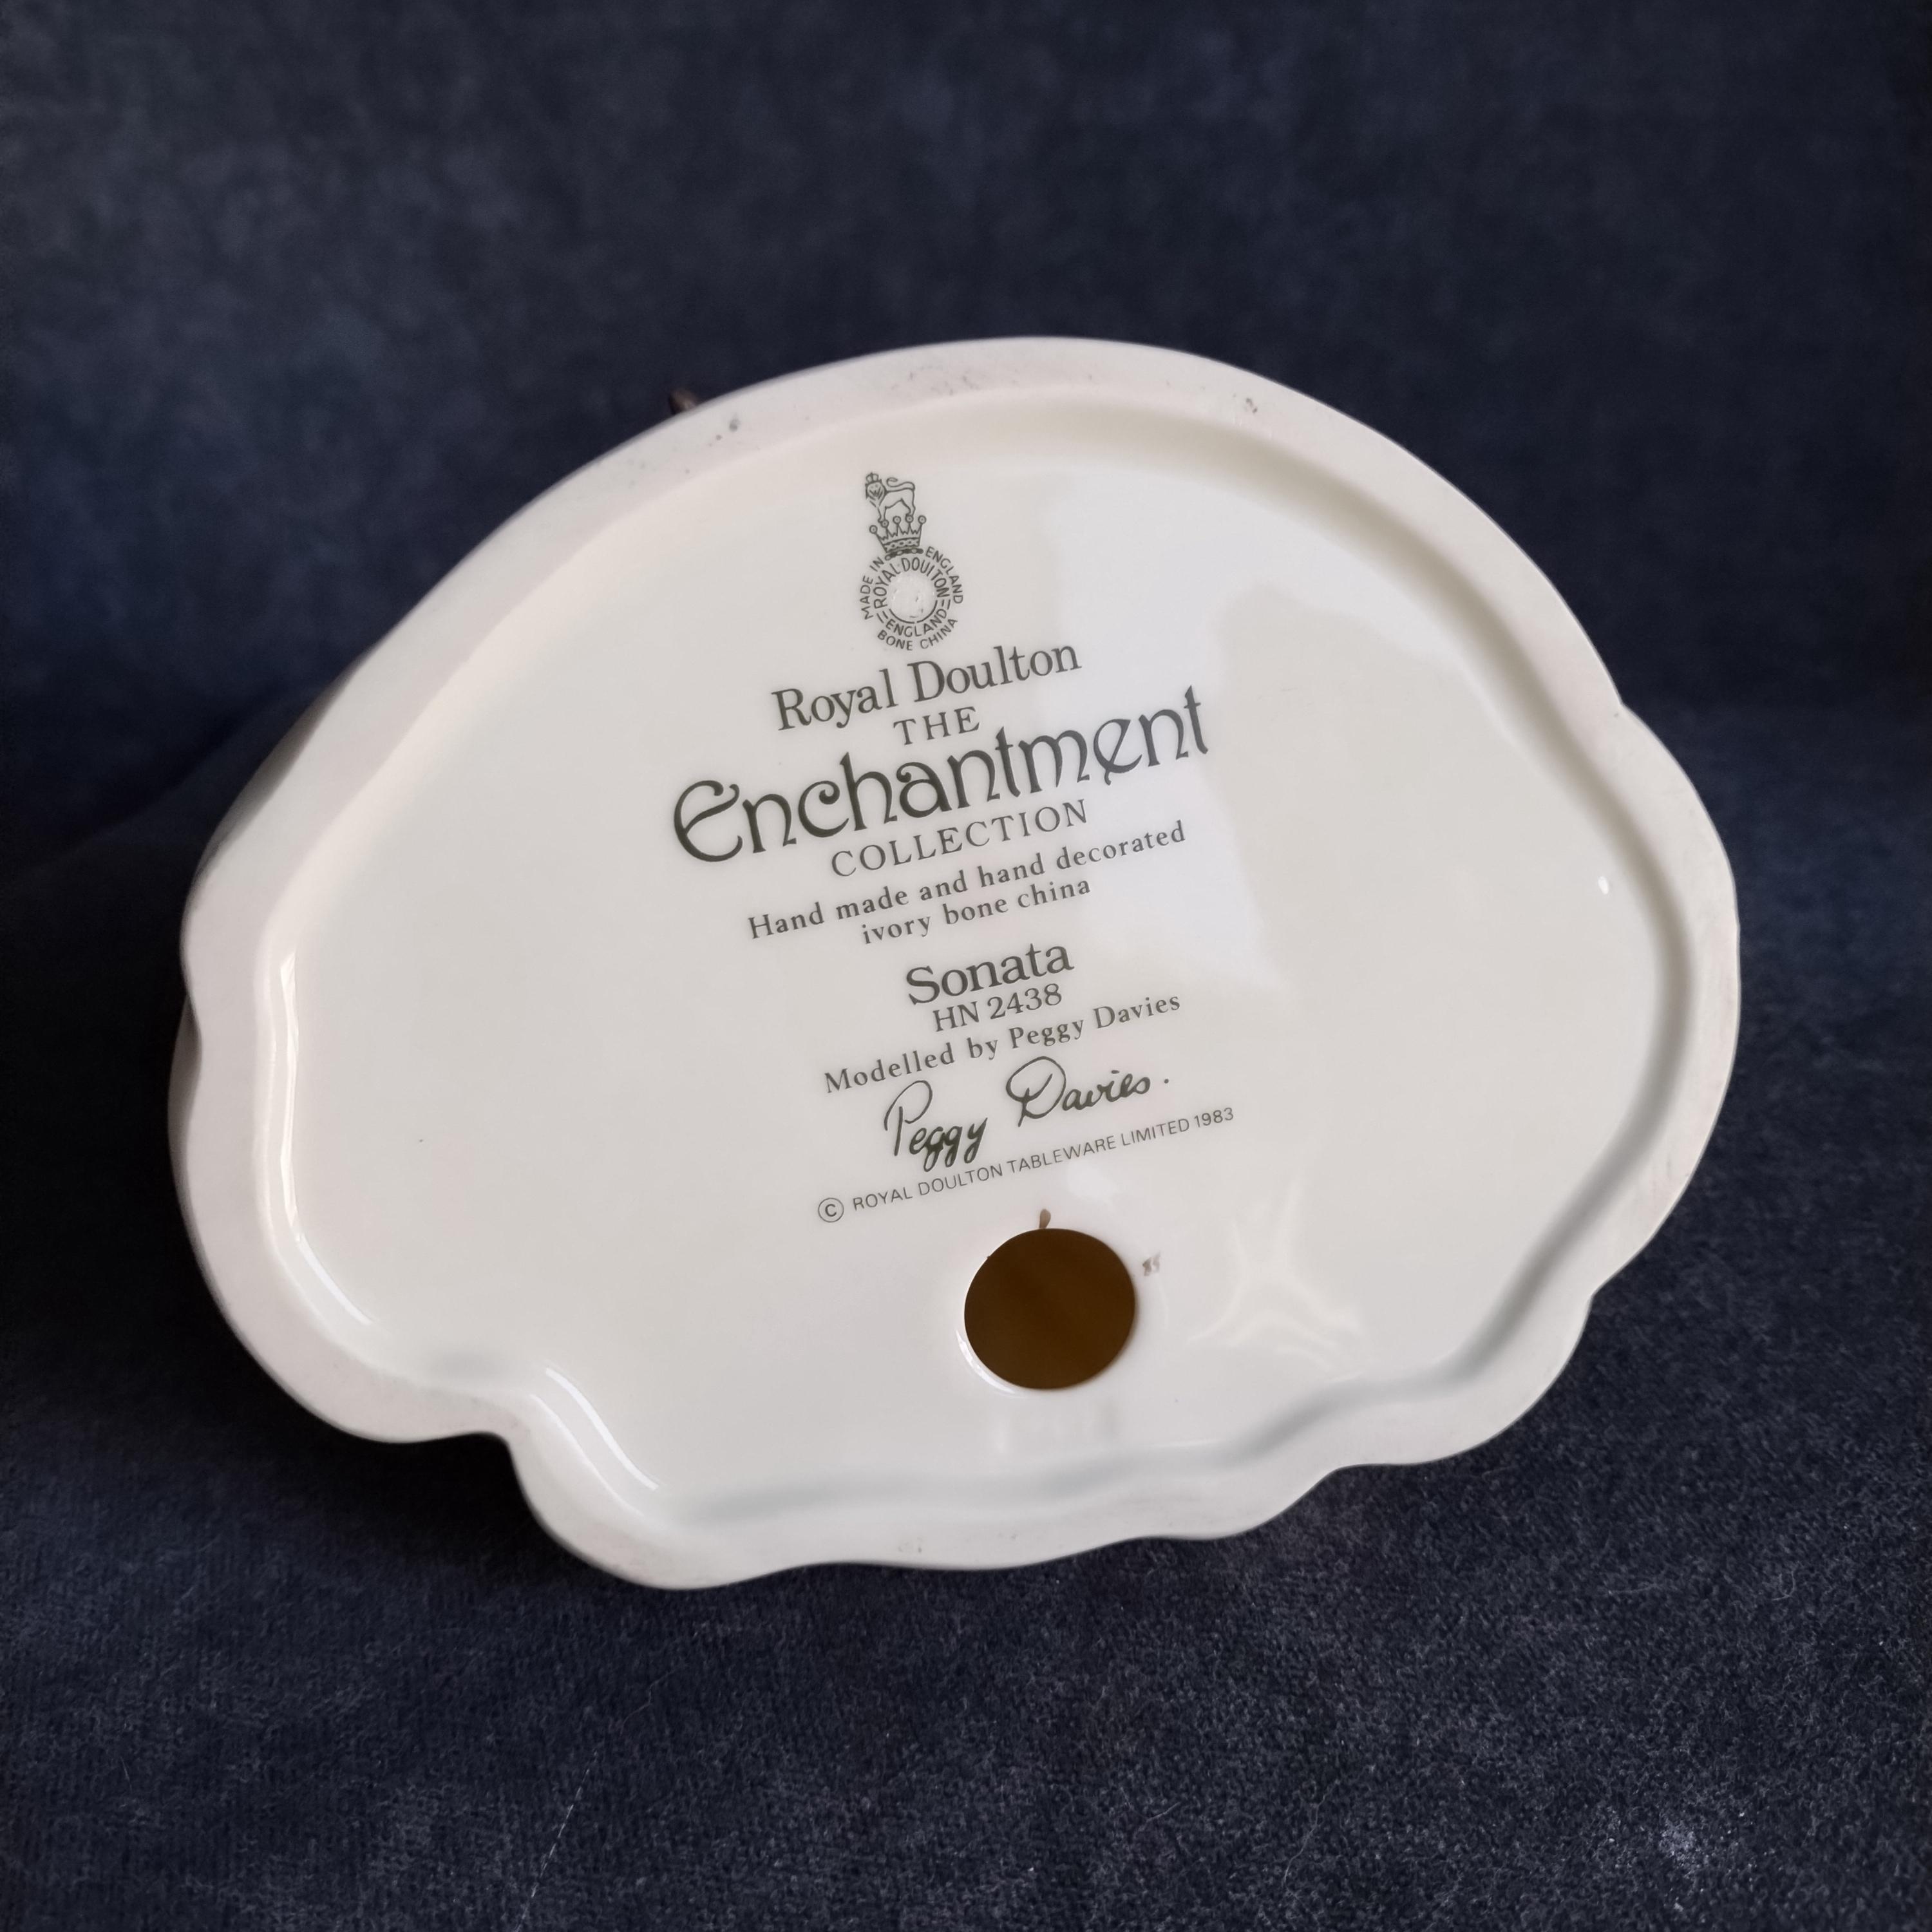 MADE IN ENGLAND
ROYAL DOULTON
ENGLAND
BONE CHINA
Royal Doulton
THE
Enchantment
COLLECTION
Hand made and hand decorated
ivory bone china
Sonata
HN 2438
Modelled by Peggy Davies
Peggy Davies.
© ROYAL DOULTON TABLEWARE LIMITED 1983